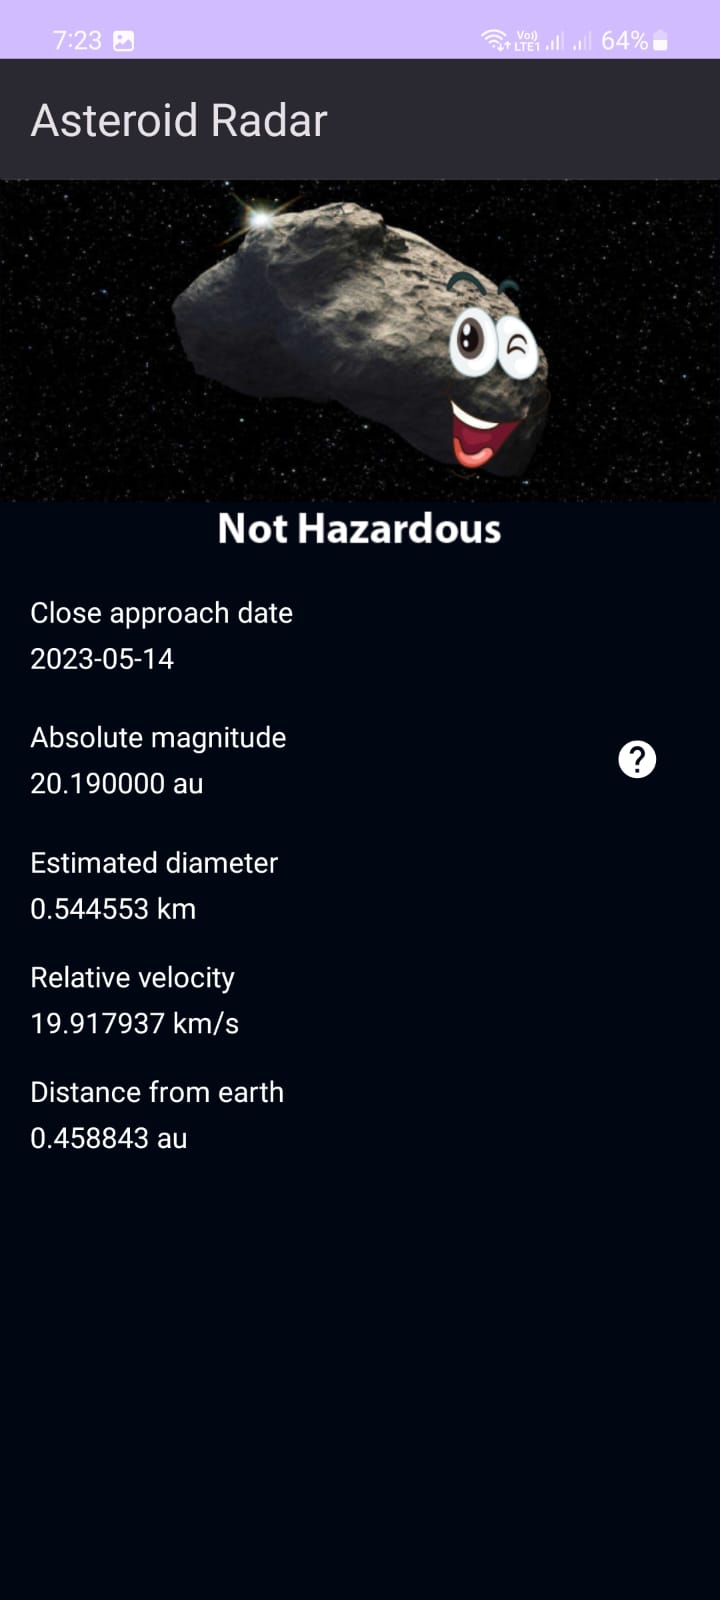 7:23 Vo)) LTE1 64%
Asteroid Radar
Not Hazardous
Close approach date
2023-05-14
Absolute magnitude
20.190000 au
?
Estimated diameter
0.544553 km
Relative velocity
19.917937 km/s
Distance from earth
0.458843 au